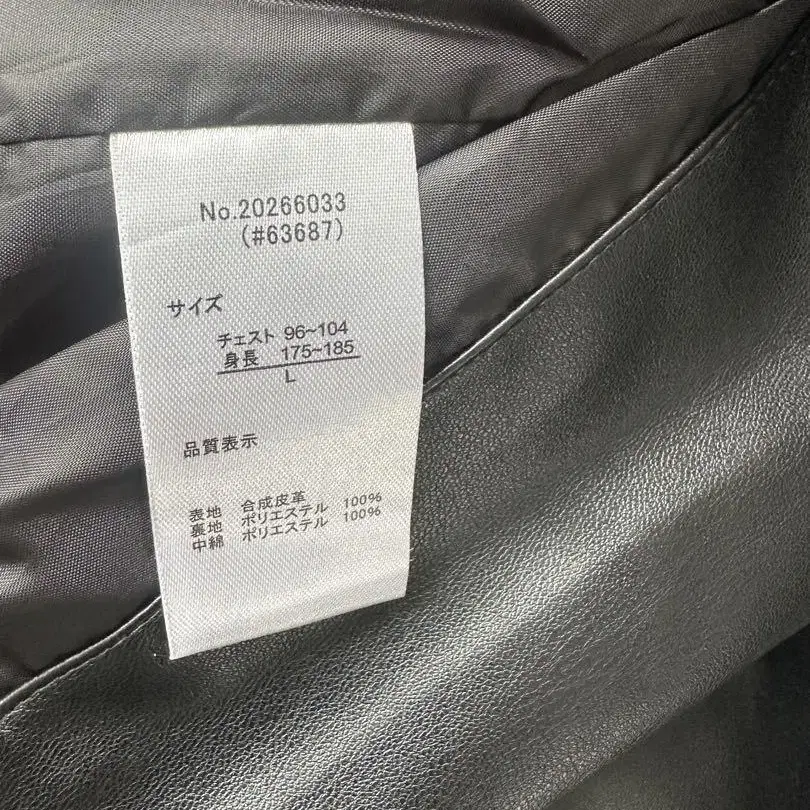 No.20266033
(#63687)
サイズ
チェスト 96~104
身長 175~185
L
品質表示
表地 合成皮革
裏地 ポリエステル 100%
中綿 ポリエステル 100%